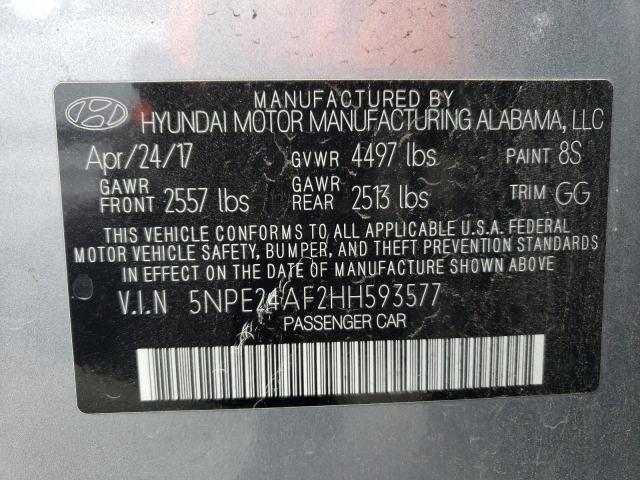 MANUFACTURED BY
HYUNDAI MOTOR MANUFACTURING ALABAMA, LLC
Apr/24/17 GVWR 4497 lbs PAINT 8S
GAWR FRONT 2557 lbs GAWR REAR 2513 lbs TRIM GG
THIS VEHICLE CONFORMS TO ALL APPLICABLE U.S.A. FEDERAL
MOTOR VEHICLE SAFETY, BUMPER, AND THEFT PREVENTION STANDARDS
IN EFFECT ON THE DATE OF MANUFACTURE SHOWN ABOVE.
V.I.N 5NPE24AF2HH593577
PASSENGER CAR